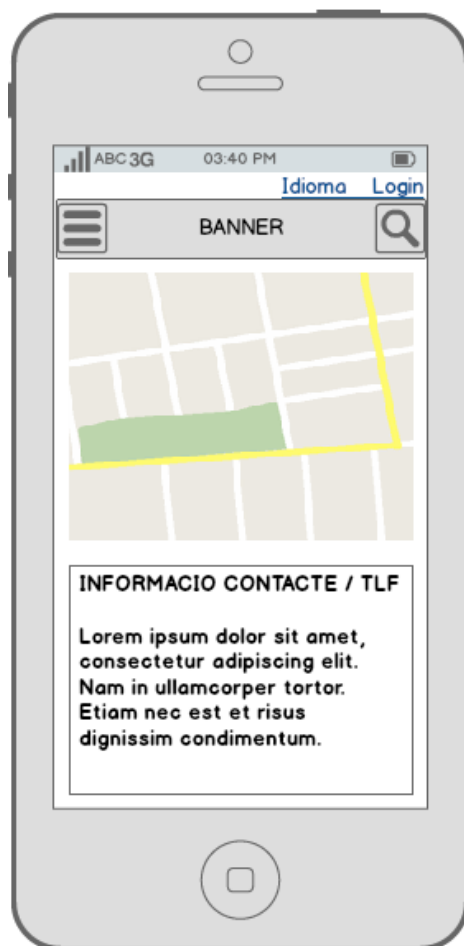 ABC 3G 03:40 PM
Idioma Login
BANNER
INFORMACIO CONTACTE / TLF
Lorem ipsum dolor sit amet,
consectetur adipiscing elit.
Nam in ullamcorper tortor.
Etiam nec est et risus
dignissim condimentum.